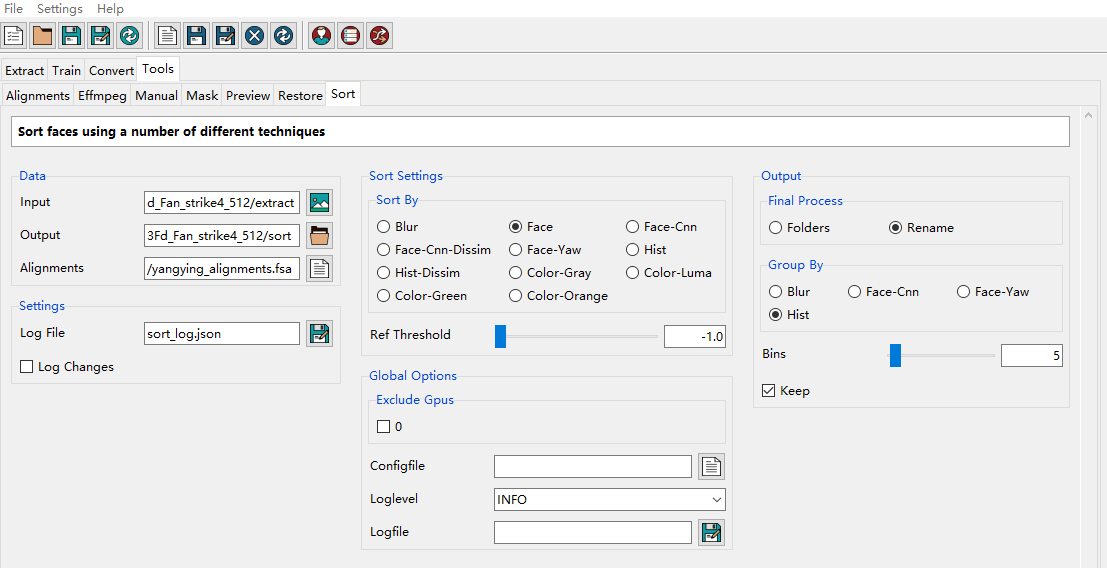 File Settings Help
Extract Train Convert Tools
Alignments Effmpeg Manual Mask Preview Restore Sort
Sort faces using a number of different techniques
Data
Input d_Fan_strike4_512/extract
Output 3Fd_Fan_strike4_512/sort
Alignments /yangying_alignments.fsa
Settings
Log File sort_log.json
Log Changes
Sort Settings
Sort By
Blur Face Face-Cnn
Face-Cnn-Dissim Face-Yaw Hist
Hist-Dissim Color-Gray Color-Luma
Color-Green Color-Orange
Ref Threshold -1.0
Global Options
Exclude Gpus
0
Configfile
Loglevel INFO
Logfile
Output
Final Process
Folders Rename
Group By
Blur Face-Cnn Face-Yaw
Hist
Bins 5
Keep